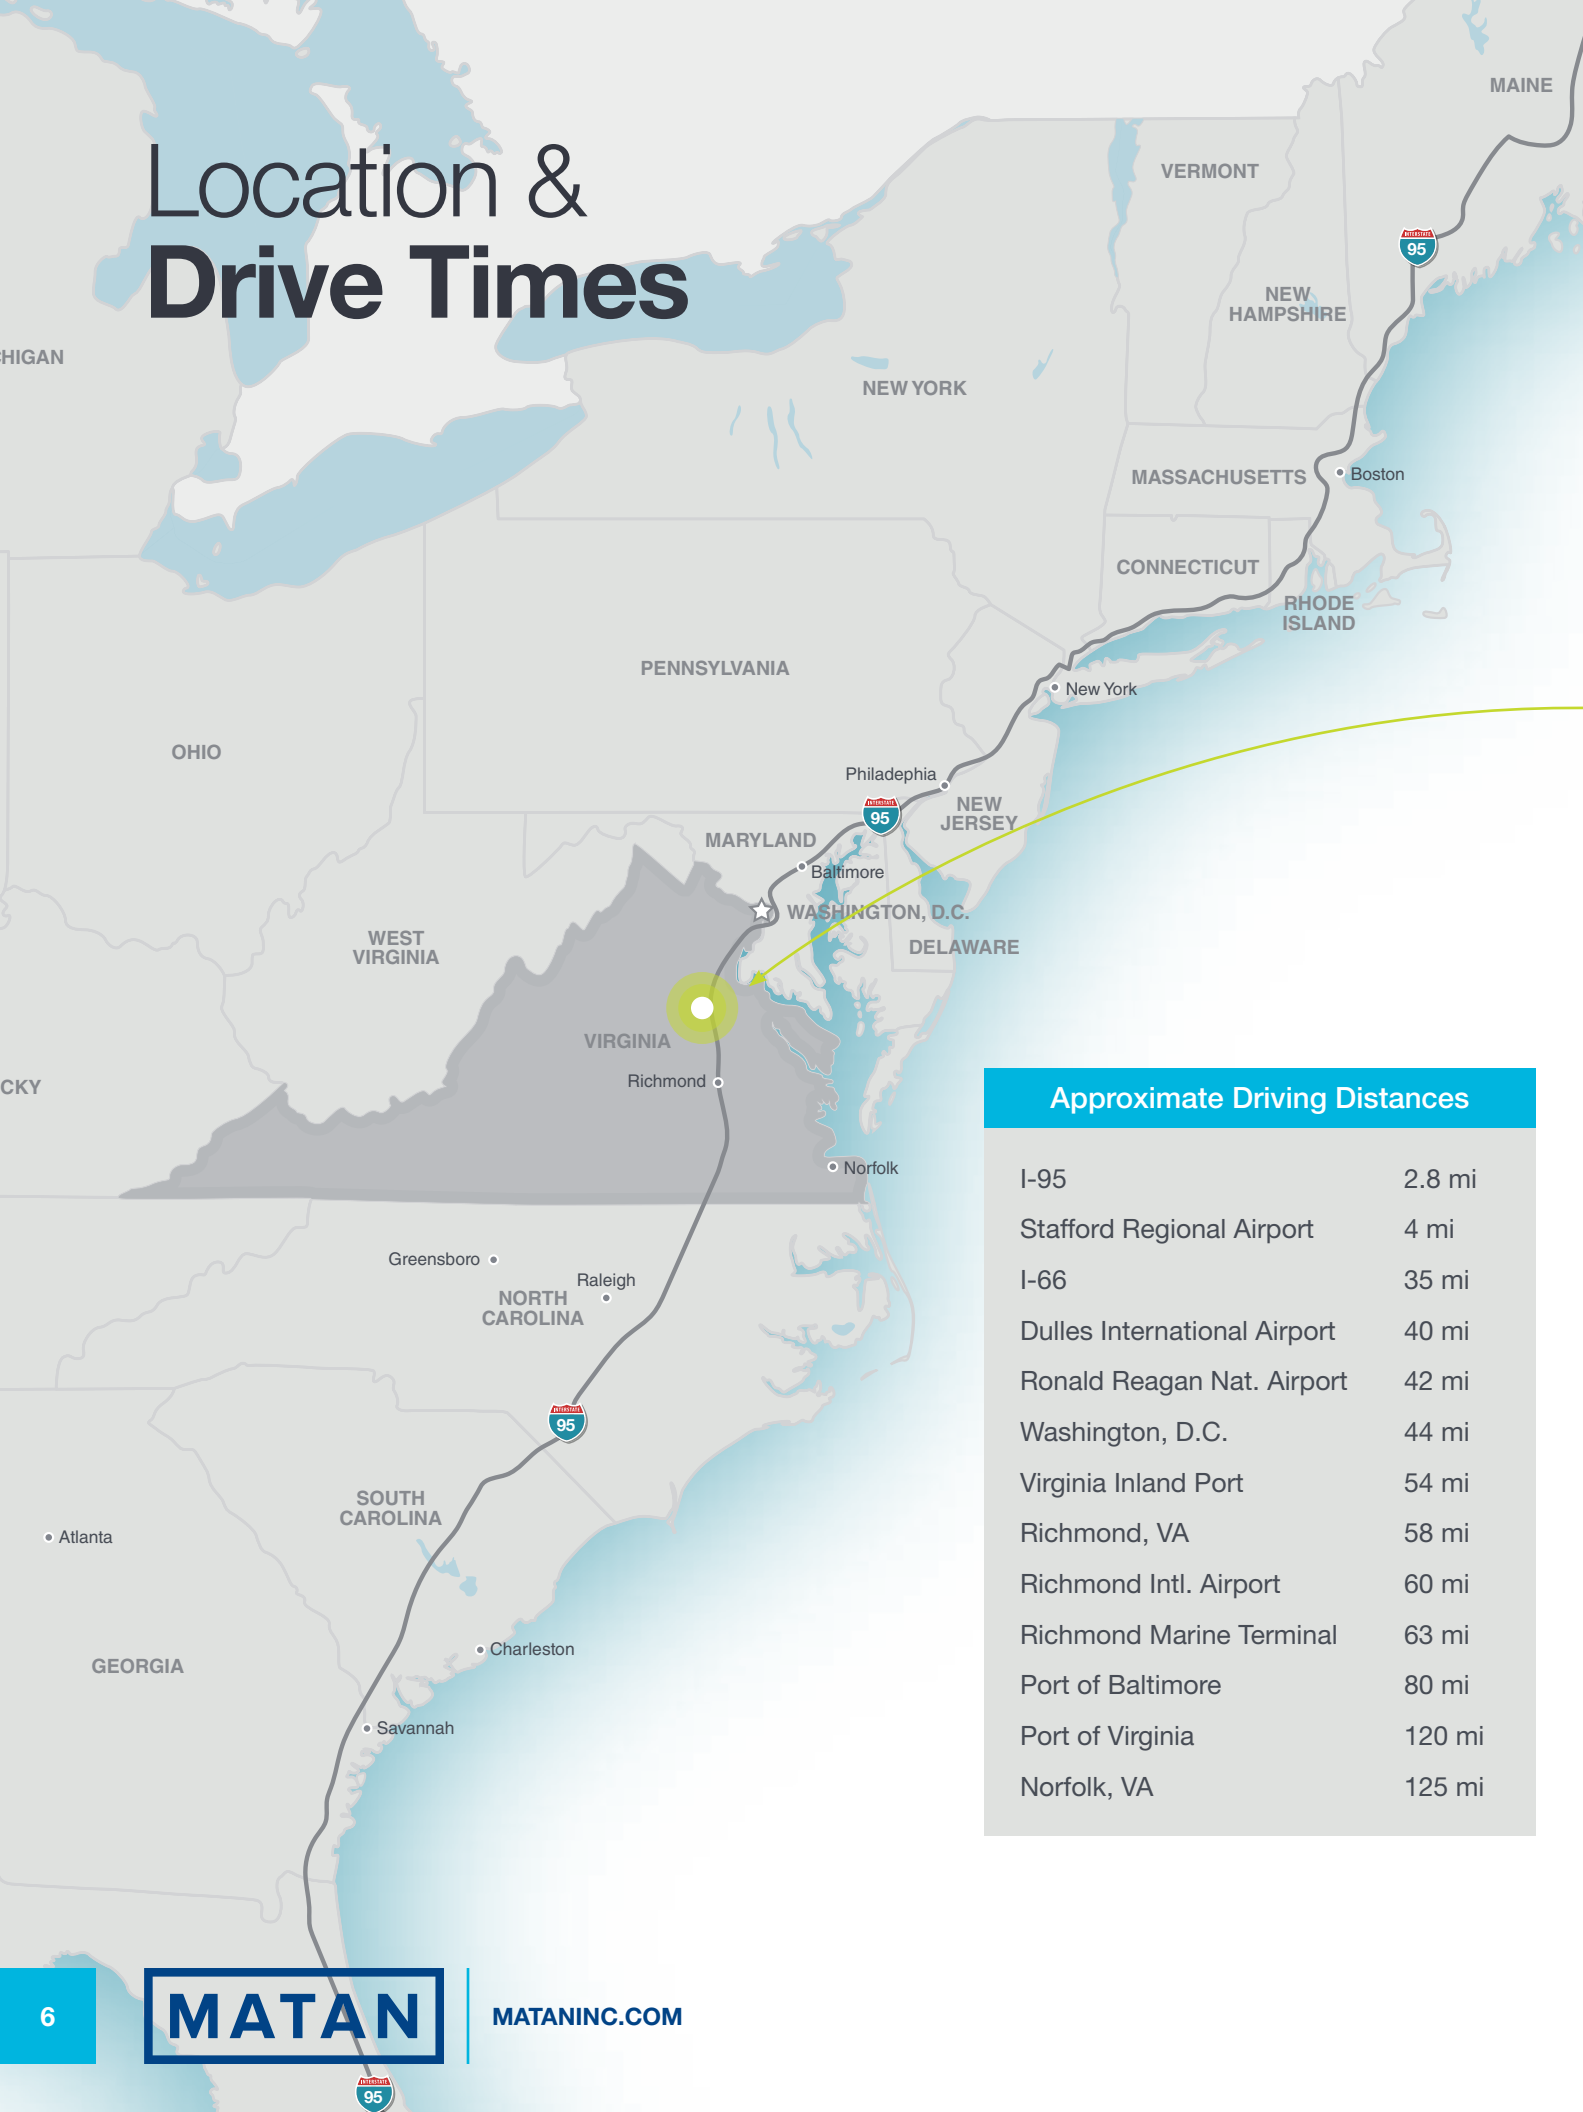 Location &
Drive Times
MAINE
VERMONT
INTERSTATE
95
NEW
HAMPSHIRE
HIGAN
NEW YORK
MASSACHUSETTS
Boston
CONNECTICUT
RHODE
ISLAND
PENNSYLVANIA
New York
OHIO
Philadephia
INTERSTATE
95
NEW
JERSEY
MARYLAND
Baltimore
WASHINGTON, D.C.
WEST
VIRGINIA
DELAWARE
VIRGINIA
Richmond
CKY
Norfolk
Greensboro
Raleigh
NORTH
CAROLINA
INTERSTATE
95
SOUTH
CAROLINA
Atlanta
Charleston
GEORGIA
Savannah
Approximate Driving Distances
I-95 2.8 mi
Stafford Regional Airport 4 mi
I-66 35 mi
Dulles International Airport 40 mi
Ronald Reagan Nat. Airport 42 mi
Washington, D.C. 44 mi
Virginia Inland Port 54 mi
Richmond, VA 58 mi
Richmond Intl. Airport 60 mi
Richmond Marine Terminal 63 mi
Port of Baltimore 80 mi
Port of Virginia 120 mi
Norfolk, VA 125 mi
6
MATAN
MATANINC.COM
INTERSTATE
95